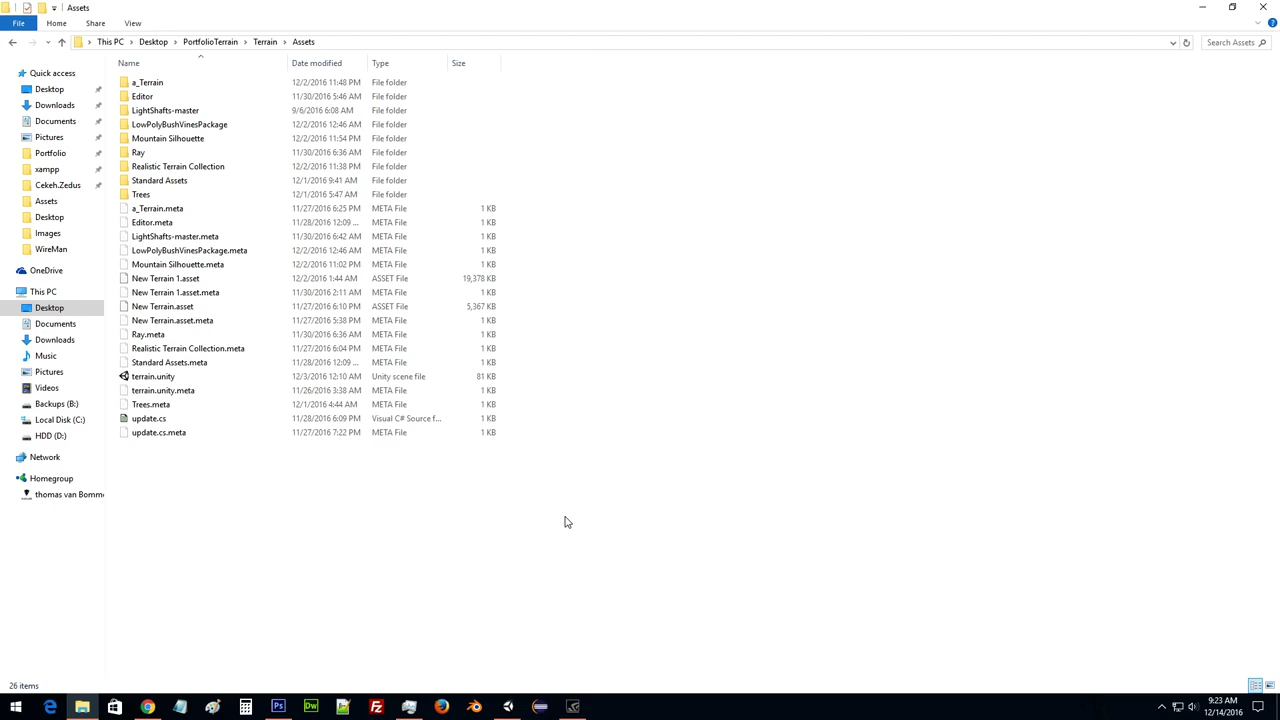 Assets
File Home Share View
This PC Desktop PortfolioTerrain Terrain Assets Search Assets
Name Date modified Type Size
Quick access
Desktop
Downloads
Documents
Pictures
Portfolio
xampp
Cekeh.Zedus
Assets
Desktop
Images
WireMan
OneDrive
This PC
Desktop
Documents
Downloads
Music
Pictures
Videos
Backups (B:)
Local Disk (C:)
HDD (D:)
Network
Homegroup
thomas van Bomme
a_Terrain 12/2/2016 11:48 PM File folder
Editor 11/30/2016 5:46 AM File folder
LightShafts-master 9/6/2016 6:08 AM File folder
LowPolyBushVinesPackage 12/2/2016 12:46 AM File folder
Mountain Silhouette 12/2/2016 11:54 PM File folder
Ray 11/30/2016 6:36 AM File folder
Realistic Terrain Collection 12/2/2016 11:38 PM File folder
Standard Assets 12/1/2016 9:41 AM File folder
Trees 12/1/2016 5:47 AM File folder
a_Terrain.meta 11/27/2016 6:25 PM META File 1 KB
Editor.meta 11/28/2016 12:09 ... META File 1 KB
LightShafts-master.meta 11/30/2016 6:42 AM META File 1 KB
LowPolyBushVinesPackage.meta 12/2/2016 12:46 AM META File 1 KB
Mountain Silhouette.meta 12/2/2016 11:02 PM META File 1 KB
New Terrain 1.asset 12/2/2016 1:44 AM ASSET File 19,378 KB
New Terrain 1.asset.meta 11/30/2016 2:11 AM META File 1 KB
New Terrain.asset 11/27/2016 6:10 PM ASSET File 5,367 KB
New Terrain.asset.meta 11/27/2016 5:38 PM META File 1 KB
Ray.meta 11/30/2016 6:36 AM META File 1 KB
Realistic Terrain Collection.meta 11/27/2016 6:04 PM META File 1 KB
Standard Assets.meta 11/28/2016 12:09 ... META File 1 KB
terrain.unity 12/3/2016 12:10 AM Unity scene file 81 KB
terrain.unity.meta 11/26/2016 3:38 AM META File 1 KB
Trees.meta 12/1/2016 4:44 AM META File 1 KB
update.cs 11/28/2016 6:09 PM Visual C# Source f... 1 KB
update.cs.meta 11/27/2016 7:22 PM META File 1 KB
26 items
Ps Dw
9:23 AM
12/14/2016